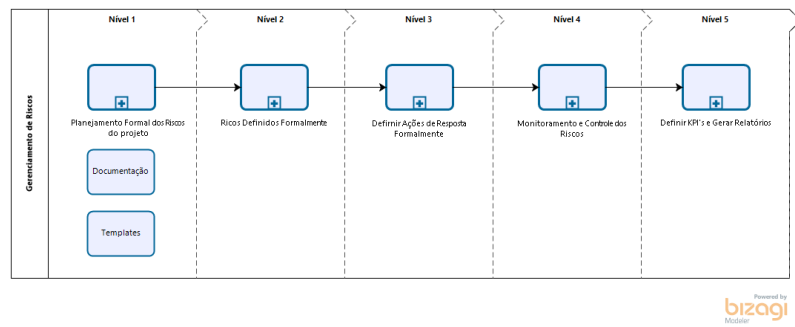 Nível 1
Nível 2
Nível 3
Nível 4
Nível 5
Gerenciamento de Riscos
Planejamento Formal dos Riscos
do projeto
Ricos Definidos Formalmente
Defirnir Ações de Resposta
Formalmente
Monitoramento e Controle dos
Riscos
Definir KPI's e Gerar Relatórios
Documentação
Templates
Powered by
bizagi
Modeler